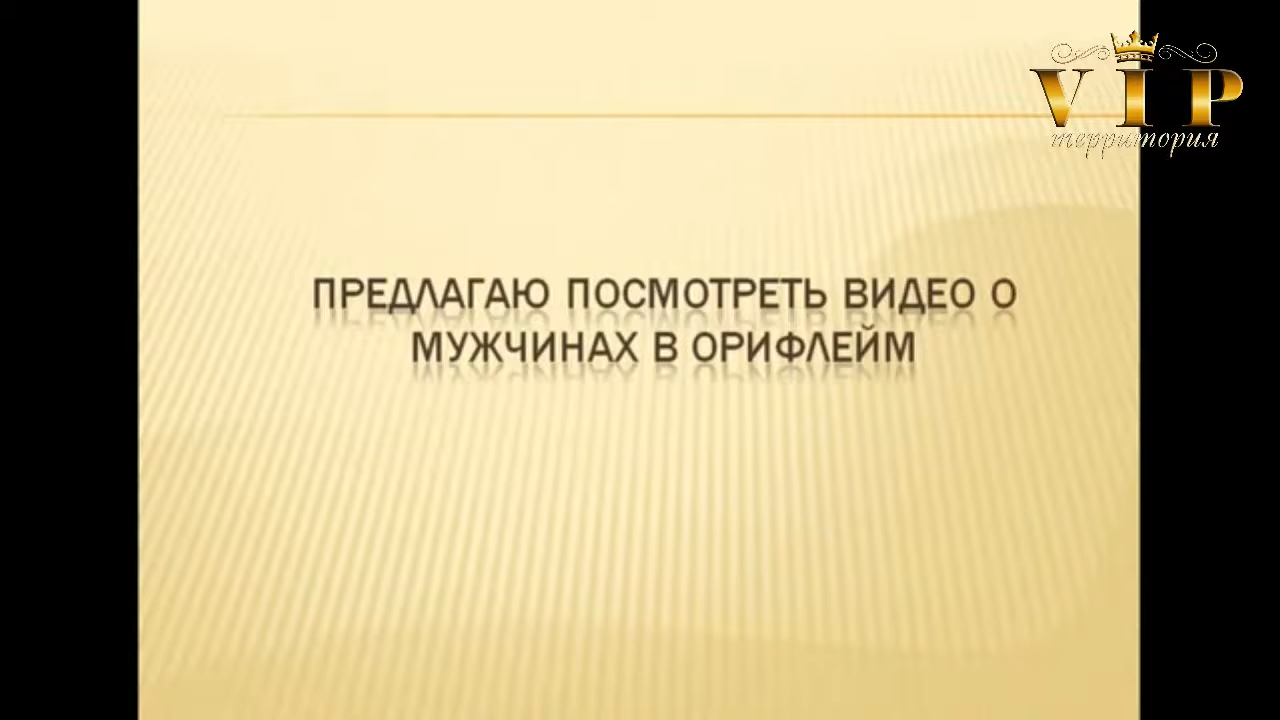 VIP
территория
ПРЕДЛАГАЮ ПОСМОТРЕТЬ ВИДЕО О
МУЖЧИНАХ В ОРИФЛЕЙМ